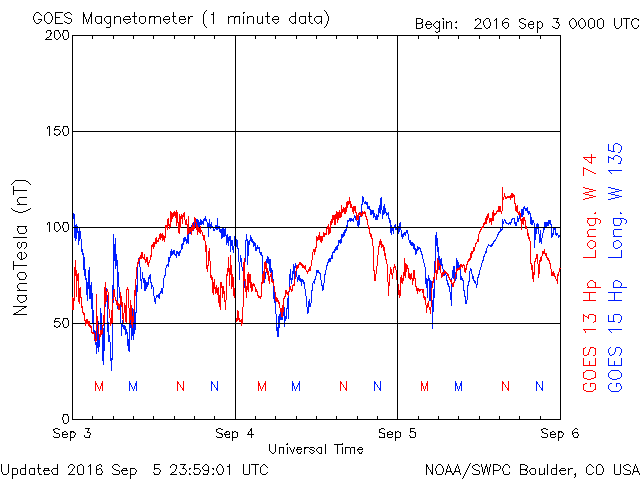 GOES Magnetometer (1 minute data)
Begin: 2016 Sep 3 0000 UTC
200
150
100
50
0
NanoTesla (nT)
M M N N M M N N M M N N
Sep 3 Sep 4 Sep 5 Sep 6
Universal Time
GOES 13 Hp Long. W 74
GOES 15 Hp Long. W 135
Updated 2016 Sep 5 23:59:01 UTC
NOAA/SWPC Boulder, CO USA